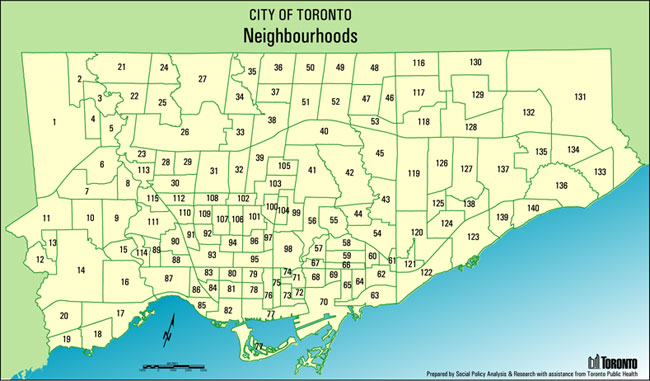 CITY OF TORONTO
Neighbourhoods
21 24 27 35 36 50 49 48 116 130
2 22 25 34 37 51 52 47 46 117 129 131
3 4 1 5 26 33 38 40 53 118 128 132
23 28 29 31 32 39 105 41 42 43 119 126 127 137 135 134 133
6 113 30 103 136
7 8 115 112 108 102 100 104 99 125 138
11 10 9 111 110 109 107 106 101 56 55 44 124 139 140
13 12 15 114 89 90 91 92 94 96 97 98 57 58 54 120 123
14 88 93 95 59 66 60 61 121 122
16 87 83 80 79 75 74 71 68 69 65 64 62
86 84 81 78 76 73 72 67 63
20 17 85 82 77 70
19 18
77
N
TORONTO
Prepared by Social Policy Analysis & Research with assistance from Toronto Public Health